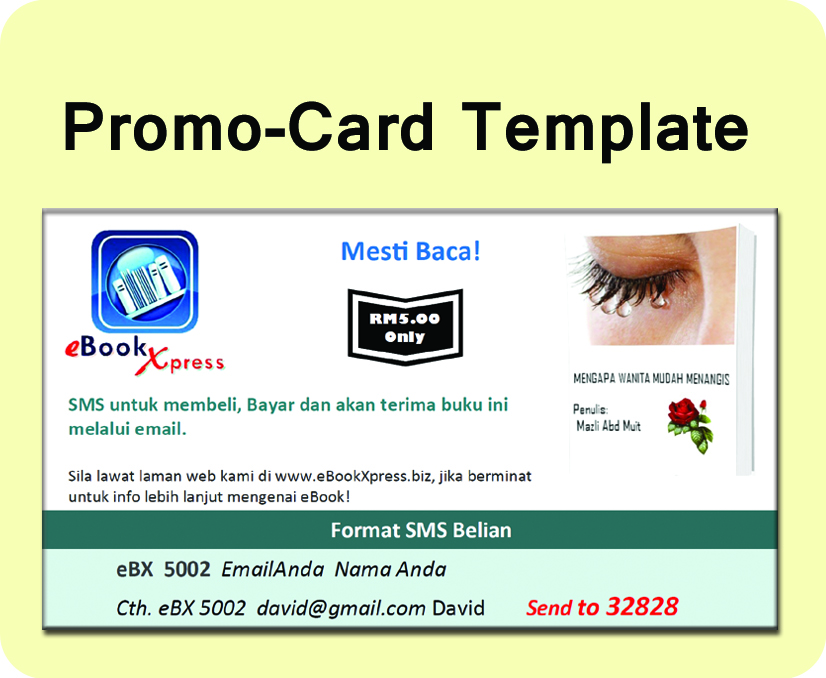 Promo-Card Template
eBook
Xpress
Mesti Baca!
RM5.00
Only
MENGAPA WANITA MUDAH MENANGIS
Penulis:
Mazli Abd Muit
SMS untuk membeli, Bayar dan akan terima buku ini
melalui email.
Sila lawat laman web kami di www.eBookXpress.biz, jika berminat
untuk info lebih lanjut mengenai eBook!
Format SMS Belian
eBX 5002 EmailAnda Nama Anda
Cth. eBX 5002 david@gmail.com David Send to 32828